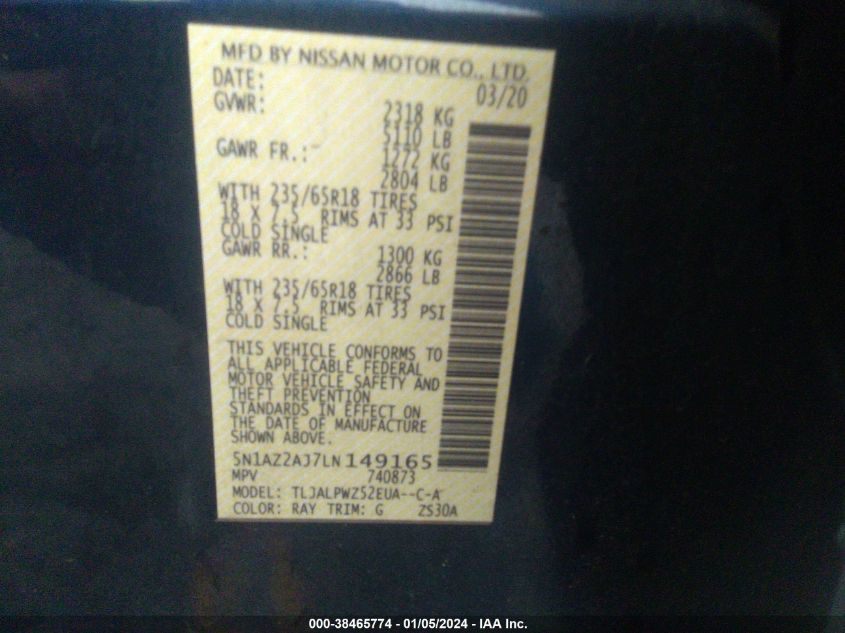 MFD BY NISSAN MOTOR CO., LTD.
DATE: 03/20
GVWR: 2318 KG
5110 LB
GAWR FR.: 1272 KG
2804 LB
WITH 235/65R18 TIRES
18 X 7.5 RIMS AT 33 PSI
COLD SINGLE
GAWR RR.: 1300 KG
2866 LB
WITH 235/65R18 TIRES
18 X 7.5 RIMS AT 33 PSI
COLD SINGLE
THIS VEHICLE CONFORMS TO
ALL APPLICABLE FEDERAL
MOTOR VEHICLE SAFETY AND
THEFT PREVENTION
STANDARDS IN EFFECT ON
THE DATE OF MANUFACTURE
SHOWN ABOVE.
5N1AZ2AJ7LN149165
MPV 740873
MODEL: TLJALPWZ52EUA--C-A
COLOR: RAY TRIM: G ZS30A
000-38465774 - 01/05/2024 - IAA Inc.